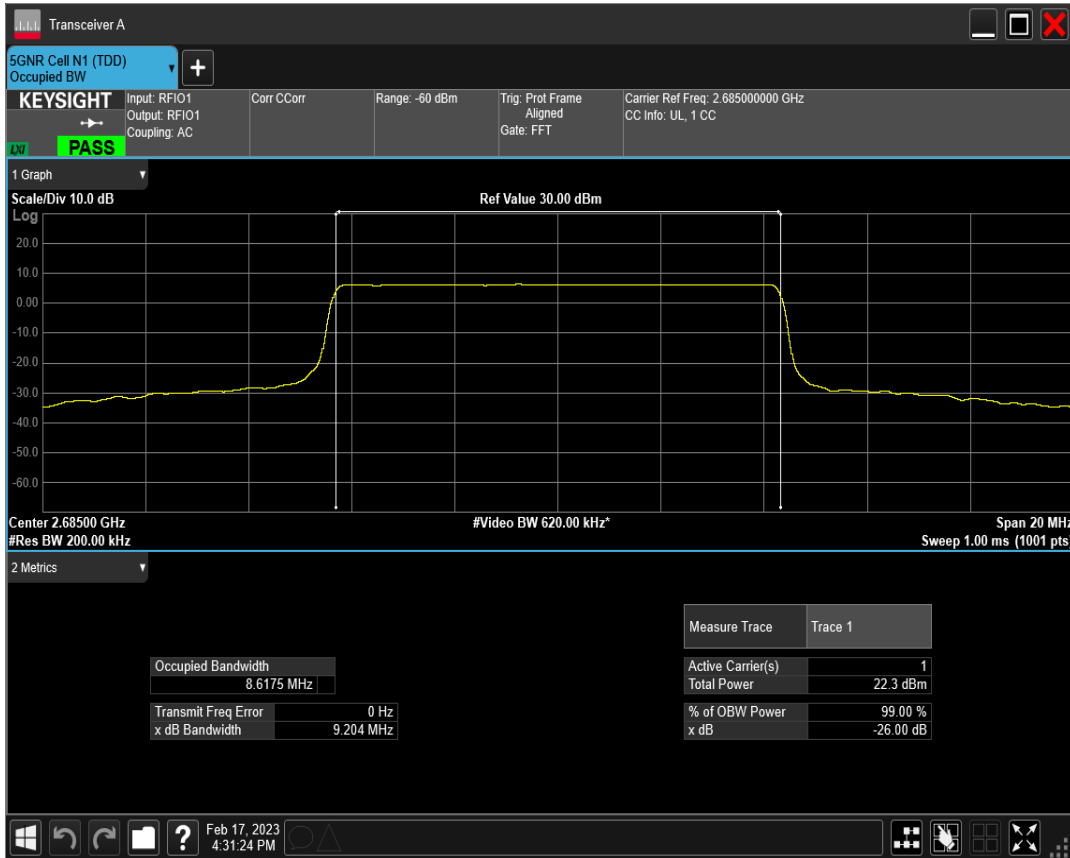 Transceiver A
5GNR Cell N1 (TDD)
Occupied BW
+
KEYSIGHT
LXI
PASS
Input: RFIO1
Output: RFIO1
Coupling: AC
Corr CCorr
Range: -60 dBm
Trig: Prot Frame
Aligned
Gate: FFT
Carrier Ref Freq: 2.685000000 GHz
CC Info: UL, 1 CC
1 Graph
Scale/Div 10.0 dB
Ref Value 30.00 dBm
Log
20.0
10.0
0.00
-10.0
-20.0
-30.0
-40.0
-50.0
-60.0
Center 2.68500 GHz
#Video BW 620.00 kHz*
Span 20 MHz
#Res BW 200.00 kHz
Sweep 1.00 ms (1001 pts)
2 Metrics
Measure Trace Trace 1
Occupied Bandwidth
8.6175 MHz
Active Carrier(s) 1
Total Power 22.3 dBm
Transmit Freq Error 0 Hz
x dB Bandwidth 9.204 MHz
% of OBW Power 99.00 %
x dB -26.00 dB
?
Feb 17, 2023
4:31:24 PM